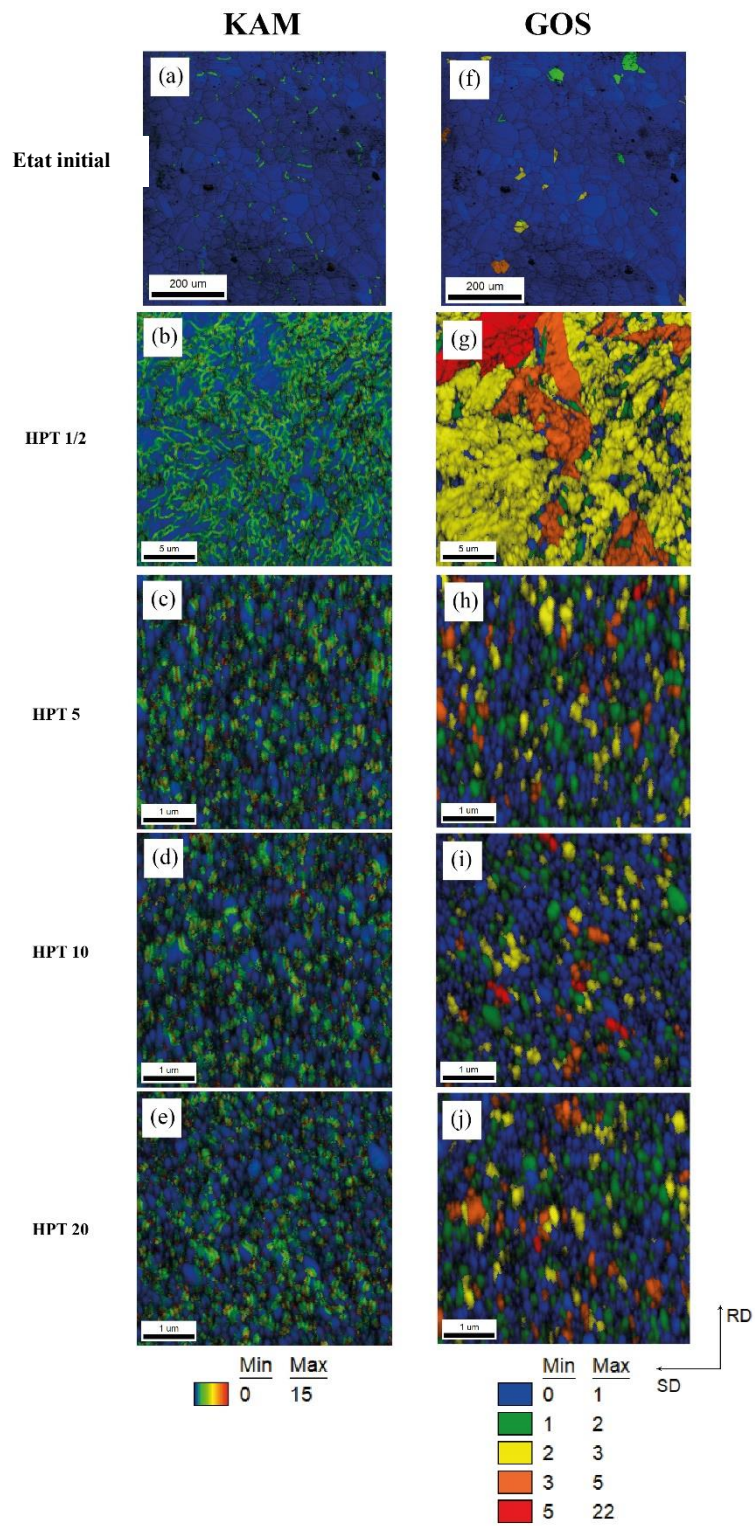 KAM GOS
(a) (f)
Etat initial
200 um 200 um
(b) (g)
HPT 1/2
5 um 5 um
(c) (h)
HPT 5
1 um 1 um
(d) (i)
HPT 10
1 um 1 um
(e) (j)
HPT 20
1 um 1 um
RD
SD
Min Max
0 15
Min Max
0 1
1 2
2 3
3 5
5 22